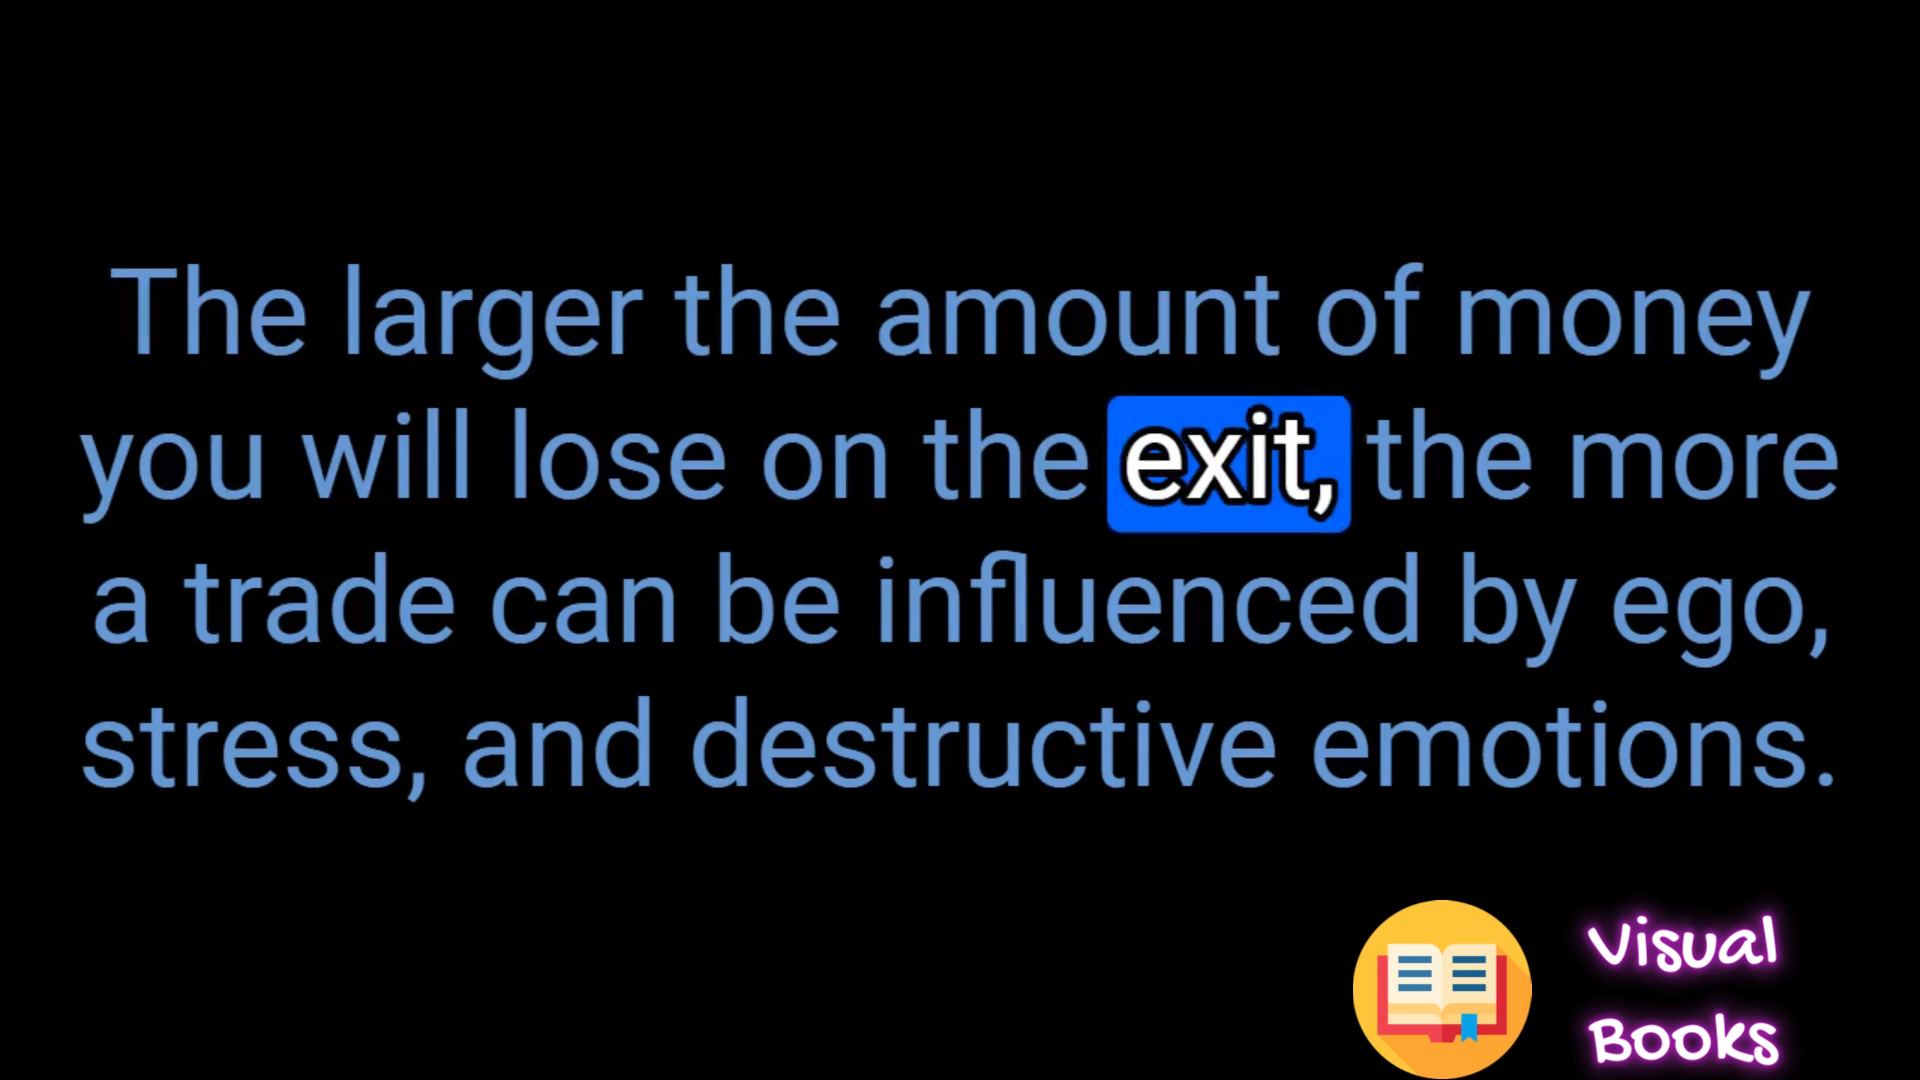 The larger the amount of money
you will lose on the exit, the more
a trade can be influenced by ego,
stress, and destructive emotions.
Visual
Books